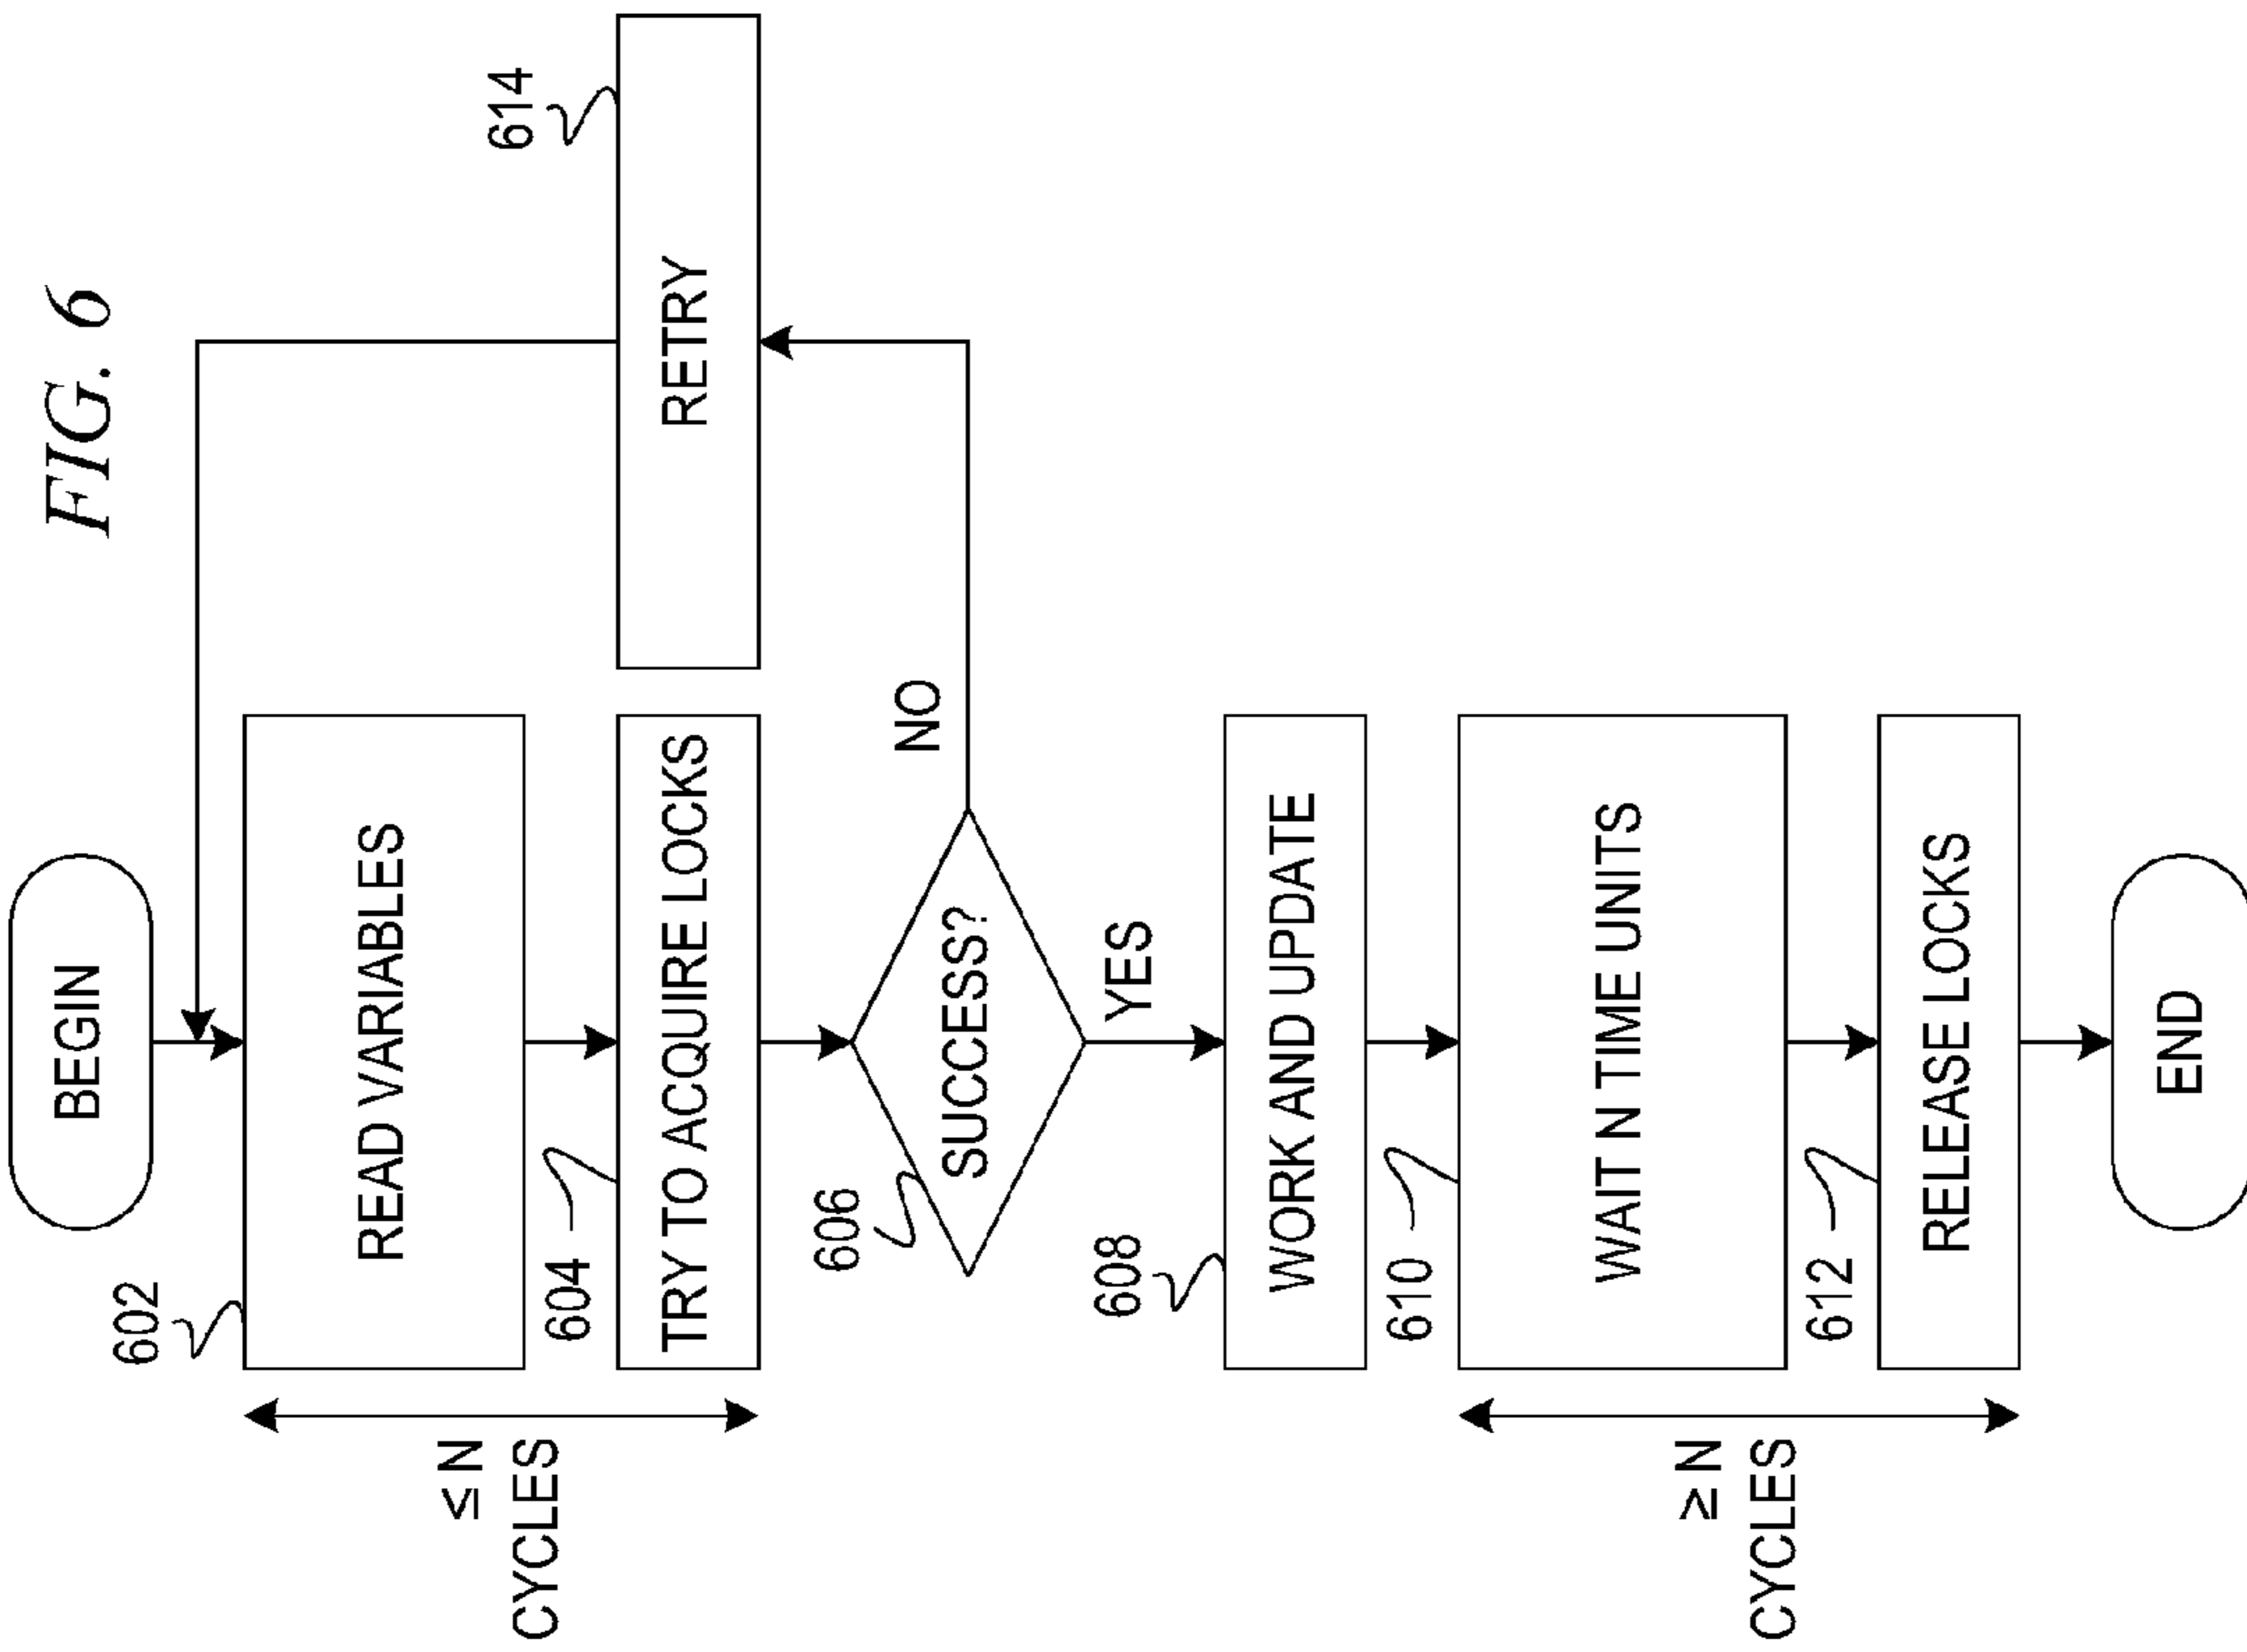 FIG. 6
BEGIN
602
READ VARIABLES
≤ N
CYCLES
604
TRY TO ACQUIRE LOCKS
614
RETRY
606
SUCCESS?
NO
YES
608
WORK AND UPDATE
610
WAIT N TIME UNITS
≥ N
CYCLES
612
RELEASE LOCKS
END